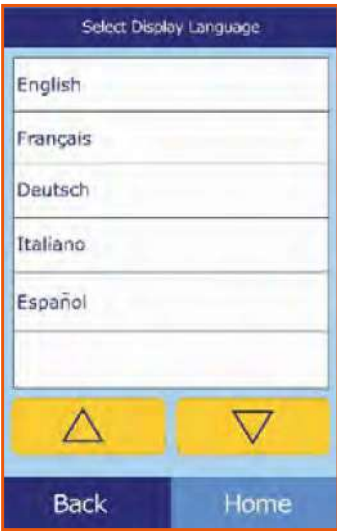 Select Display Language
English
Français
Deutsch
Italiano
Español
Back
Home